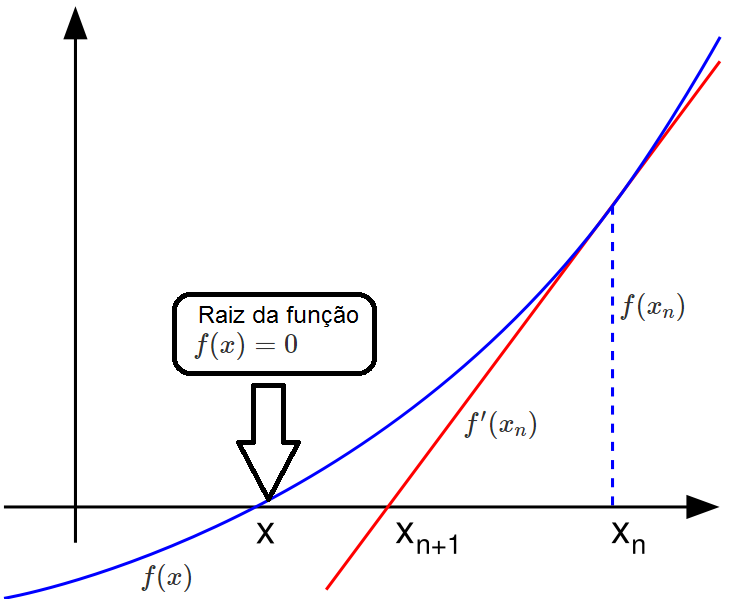 Raiz da função
f(x) = 0
f(xₙ)
f′(xₙ)
x
xₙ₊₁
xₙ
f(x)